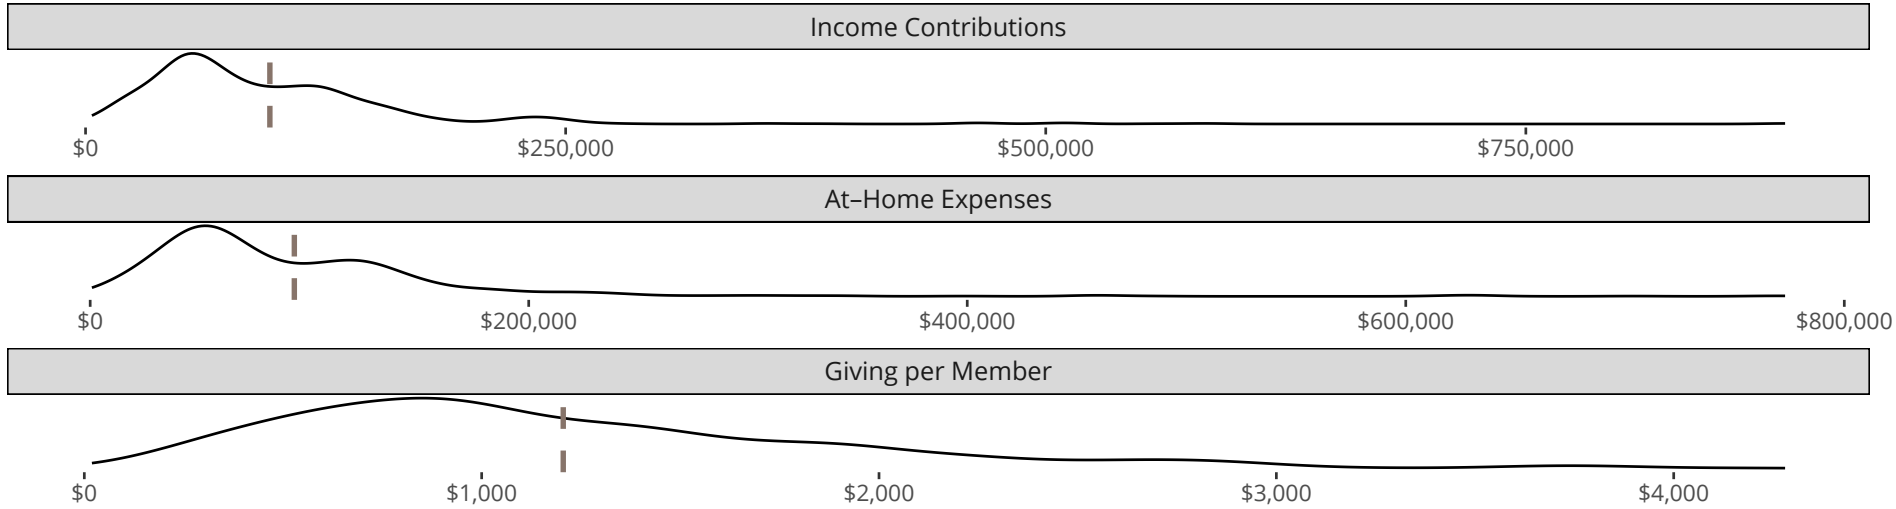 Income Contributions
$0 $250,000 $500,000 $750,000
At–Home Expenses
$0 $200,000 $400,000 $600,000 $800,000
Giving per Member
$0 $1,000 $2,000 $3,000 $4,000